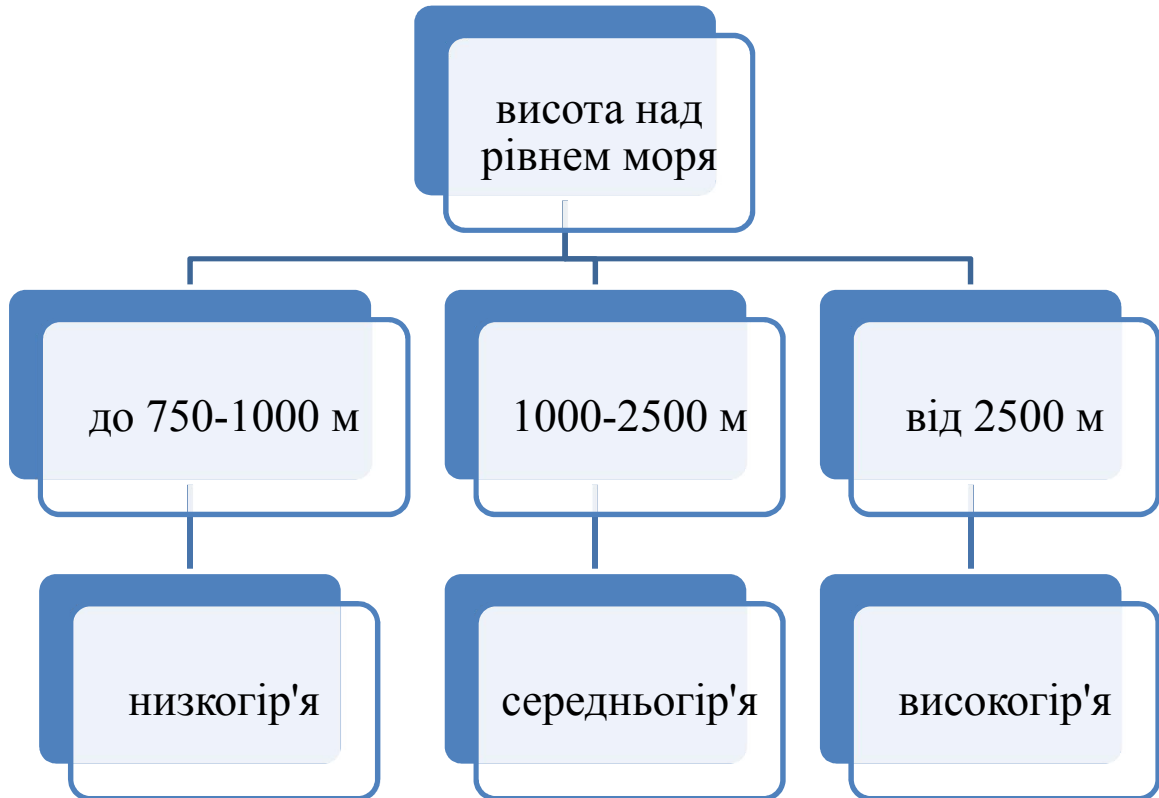 висота над
рівнем моря
до 750-1000 м
1000-2500 м
від 2500 м
низкогір'я
середньогір'я
високогір'я